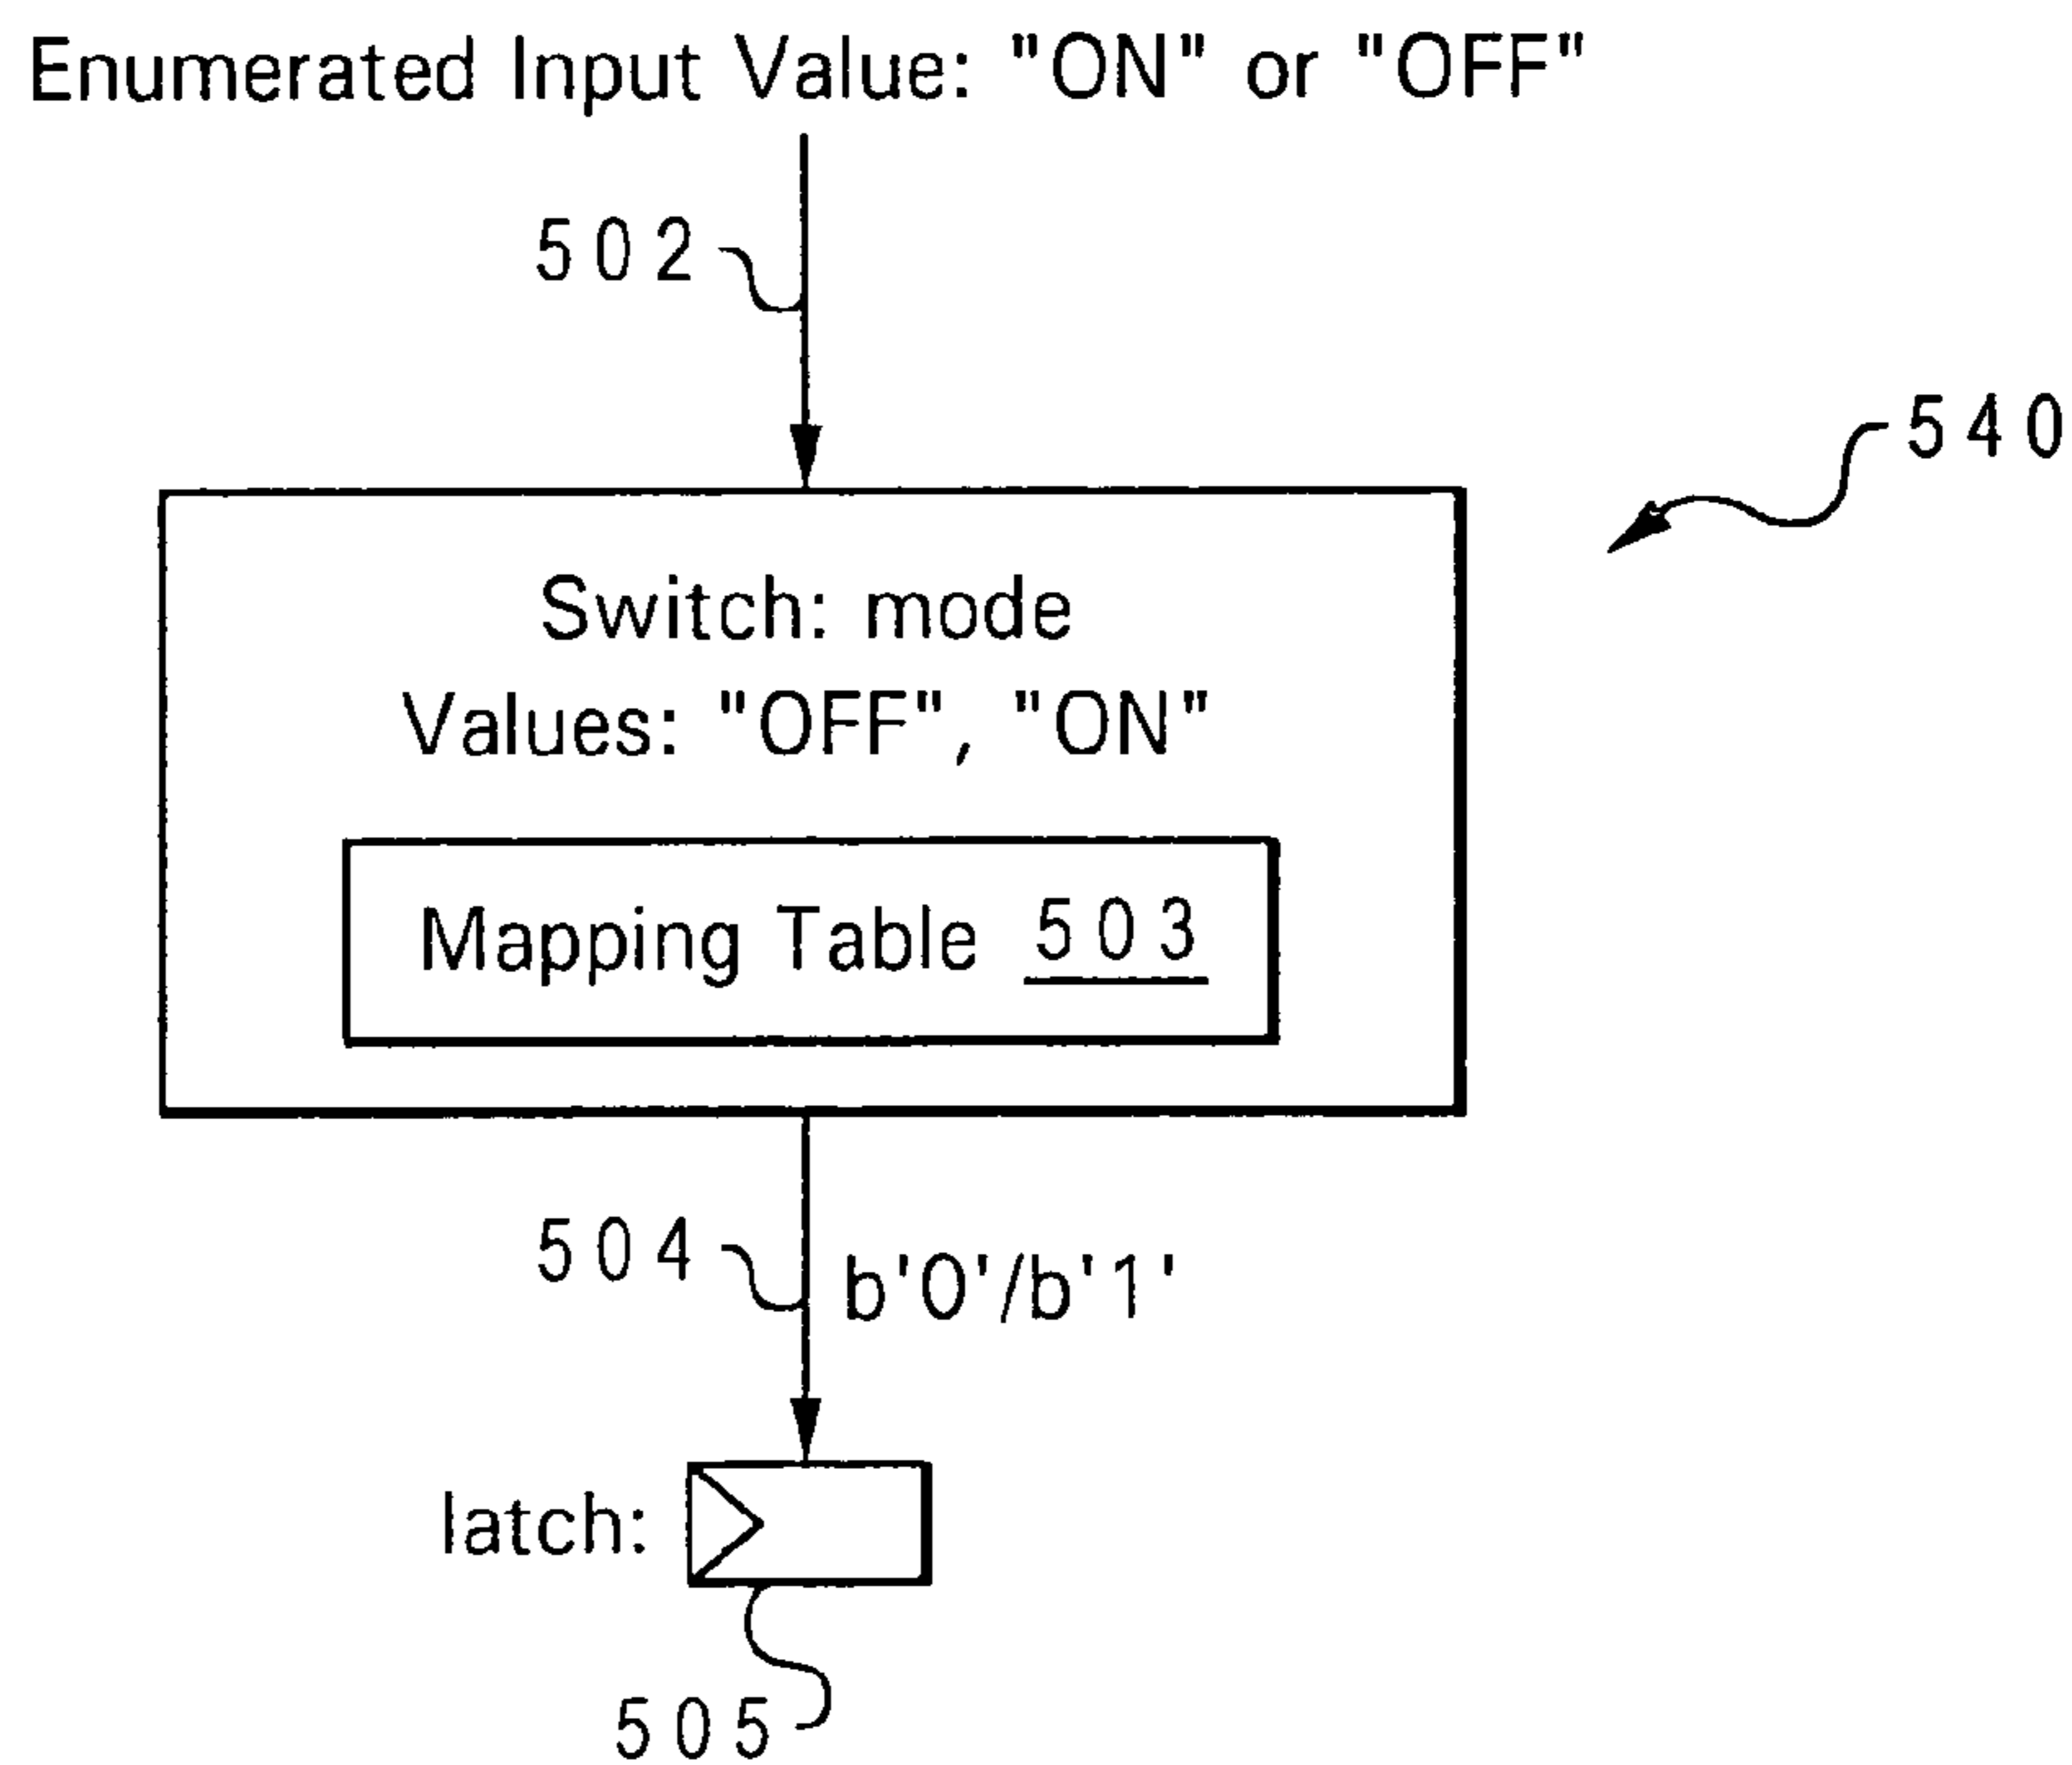 Enumerated Input Value: "ON" or "OFF"
502
540
Switch: mode
Values: "OFF", "ON"
Mapping Table 503
504
b'0'/b'1'
latch:
505